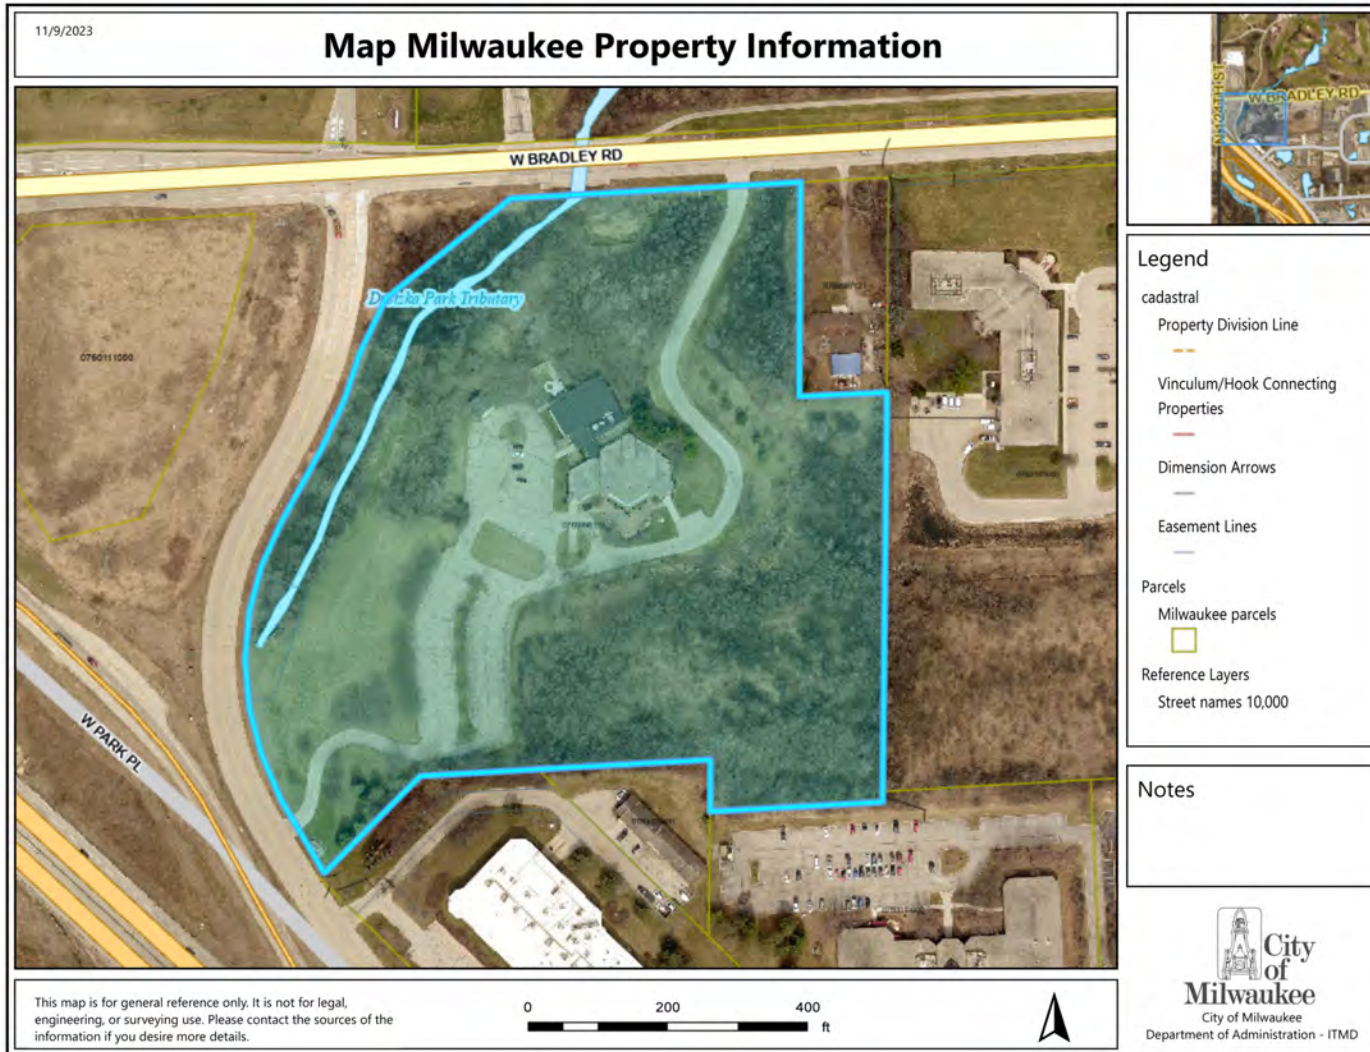 11/9/2023
Map Milwaukee Property Information
W BRADLEY RD
0760111000
W PARK PL
This map is for general reference only. It is not for legal,
engineering, or surveying use. Please contact the sources of the
information if you desire more details.
0 200 400
ft
W BRADLEY RD
N 124TH ST
Legend
cadastral
Property Division Line
Vinculum/Hook Connecting
Properties
Dimension Arrows
Easement Lines
Parcels
Milwaukee parcels
Reference Layers
Street names 10,000
Notes
City
of
Milwaukee
City of Milwaukee
Department of Administration - ITMD
Park Tributary